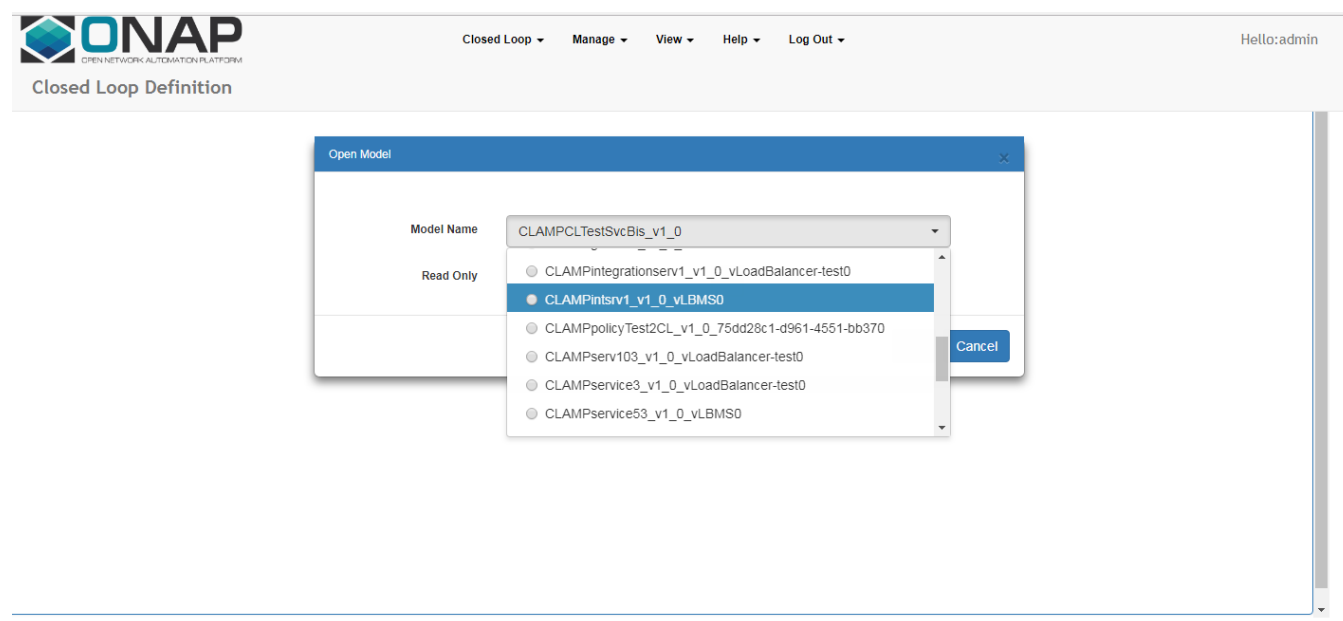 ONAP
OPEN NETWORK AUTOMATION PLATFORM
Closed Loop Manage View Help Log Out
Hello:admin
Closed Loop Definition
Open Model
x
Model Name
CLAMPCLTestSvcBis_v1_0
Read Only
CLAMPintegrationserv1_v1_0_vLoadBalancer-test0
CLAMPintsrv1_v1_0_vLBMS0
CLAMPpolicyTest2CL_v1_0_75dd28c1-d961-4551-bb370
CLAMPserv103_v1_0_vLoadBalancer-test0
CLAMPservice3_v1_0_vLoadBalancer-test0
CLAMPservice53_v1_0_vLBMS0
Cancel